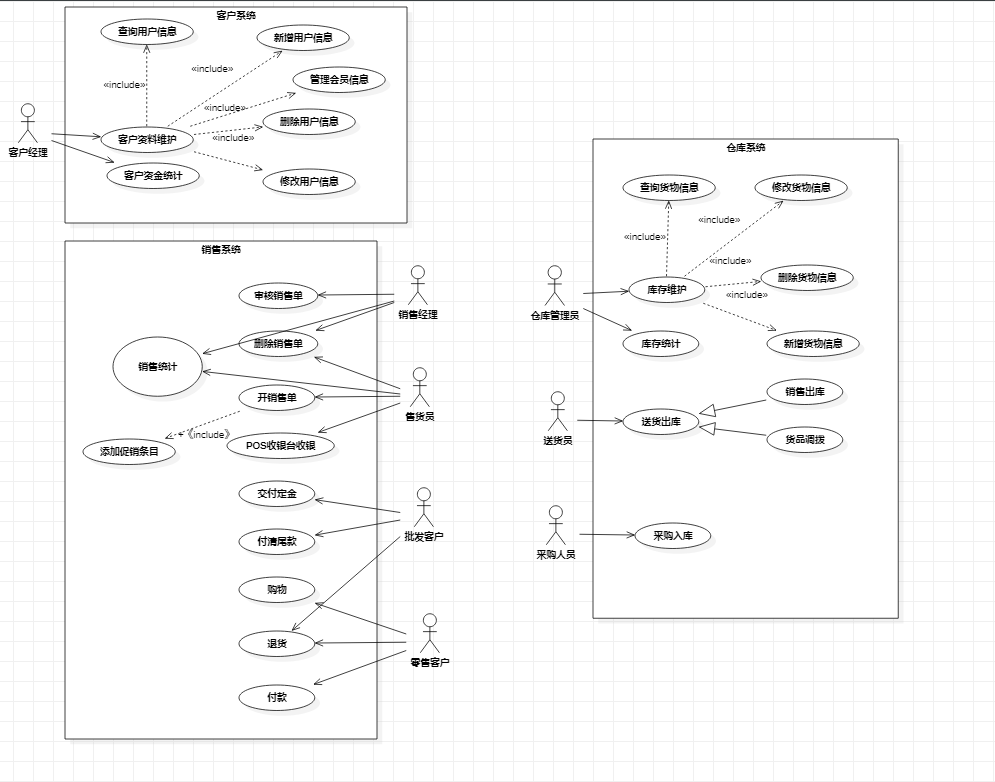 客户系统
查询用户信息
新增用户信息
«include»
管理会员信息
«include»
«include»
删除用户信息
«include»
客户经理
客户资料维护
客户资金统计
修改用户信息
销售系统
审核销售单
销售经理
删除销售单
销售统计
开销售单
售货员
+《include》
添加促销条目
POS收银台收银
交付定金
批发客户
付清尾款
购物
退货
零售客户
付款
仓库系统
查询货物信息
修改货物信息
«include»
«include»
«include»
删除货物信息
库存维护
«include»
仓库管理员
库存统计
新增货物信息
销售出库
送货出库
送货员
货品调拨
采购入库
采购人员